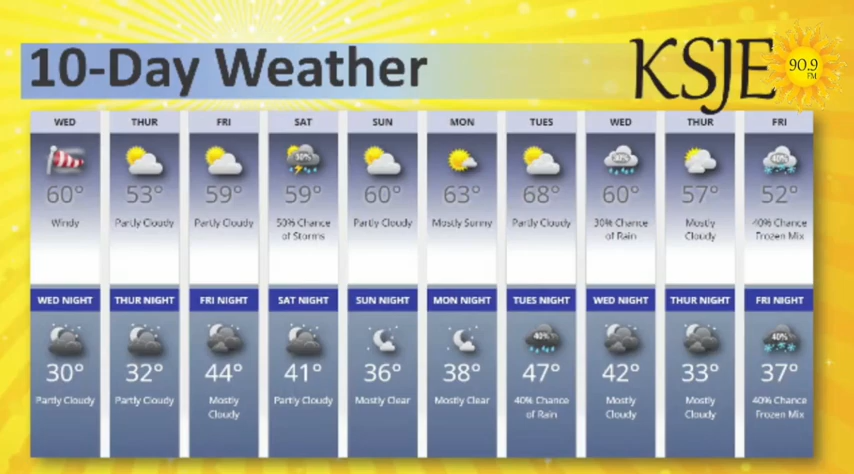 10-Day Weather
KSJE
90.9
FM
WED THUR FRI SAT SUN MON TUES WED THUR FRI
50% 30% 40%
60° 53° 59° 59° 60° 63° 68° 60° 57° 52°
Windy Partly Cloudy Partly Cloudy 50% Chance Partly Cloudy Mostly Sunny Partly Cloudy 30% Chance Mostly 40% Chance
of Storms of Rain Cloudy Frozen Mix
WED NIGHT THUR NIGHT FRI NIGHT SAT NIGHT SUN NIGHT MON NIGHT TUES NIGHT WED NIGHT THUR NIGHT FRI NIGHT
40% 40%
30° 32° 44° 41° 36° 38° 47° 42° 33° 37°
Partly Cloudy Partly Cloudy Mostly Partly Cloudy Mostly Clear Mostly Clear 40% Chance Mostly Mostly 40% Chance
Cloudy of Rain Cloudy Cloudy Frozen Mix